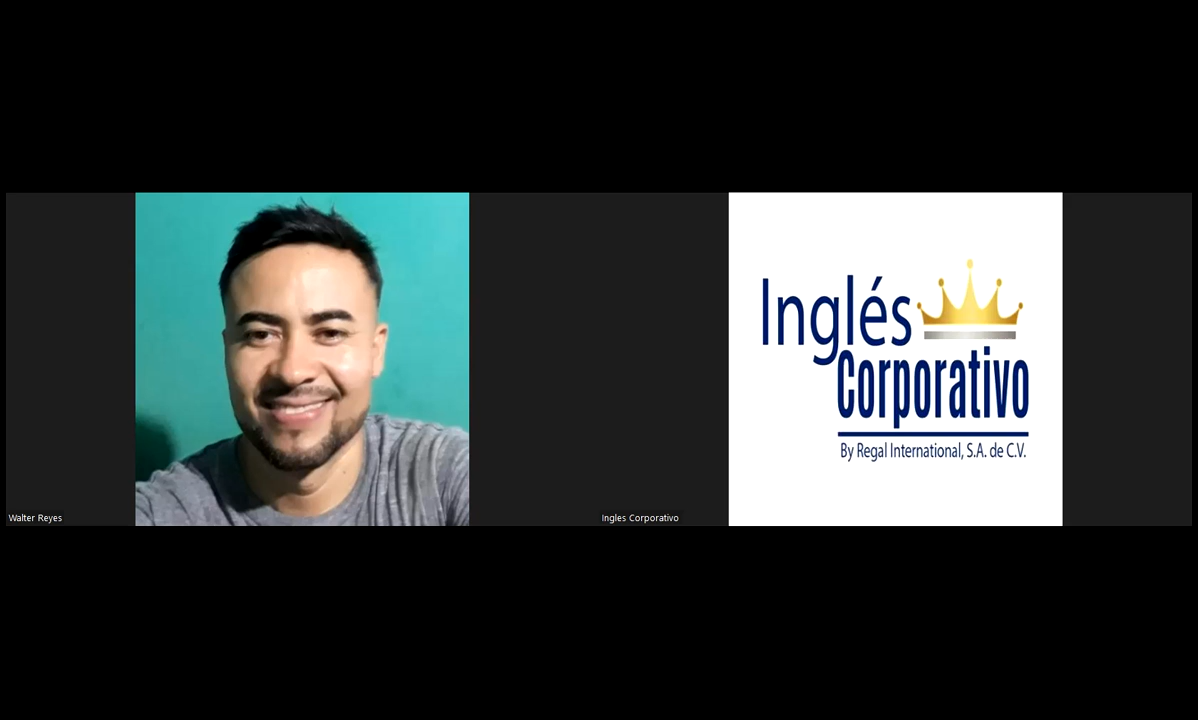 Inglés
Corporativo
By Regal International, S.A. de C.V.
Walter Reyes
Ingles Corporativo